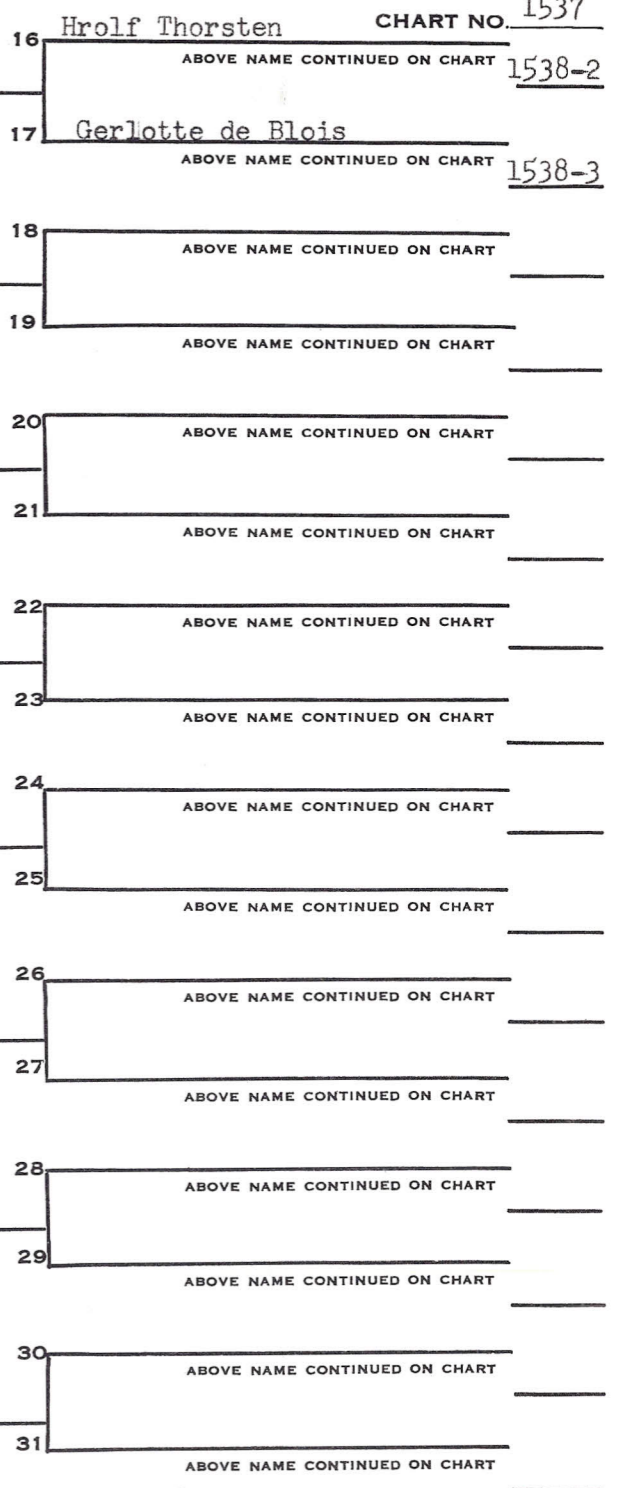 Hrolf Thorsten CHART NO. 1537
16
ABOVE NAME CONTINUED ON CHART 1538-2
17 Gerlotte de Blois
ABOVE NAME CONTINUED ON CHART 1538-3
18
ABOVE NAME CONTINUED ON CHART
19
ABOVE NAME CONTINUED ON CHART
20
ABOVE NAME CONTINUED ON CHART
21
ABOVE NAME CONTINUED ON CHART
22
ABOVE NAME CONTINUED ON CHART
23
ABOVE NAME CONTINUED ON CHART
24
ABOVE NAME CONTINUED ON CHART
25
ABOVE NAME CONTINUED ON CHART
26
ABOVE NAME CONTINUED ON CHART
27
ABOVE NAME CONTINUED ON CHART
28
ABOVE NAME CONTINUED ON CHART
29
ABOVE NAME CONTINUED ON CHART
30
ABOVE NAME CONTINUED ON CHART
31
ABOVE NAME CONTINUED ON CHART